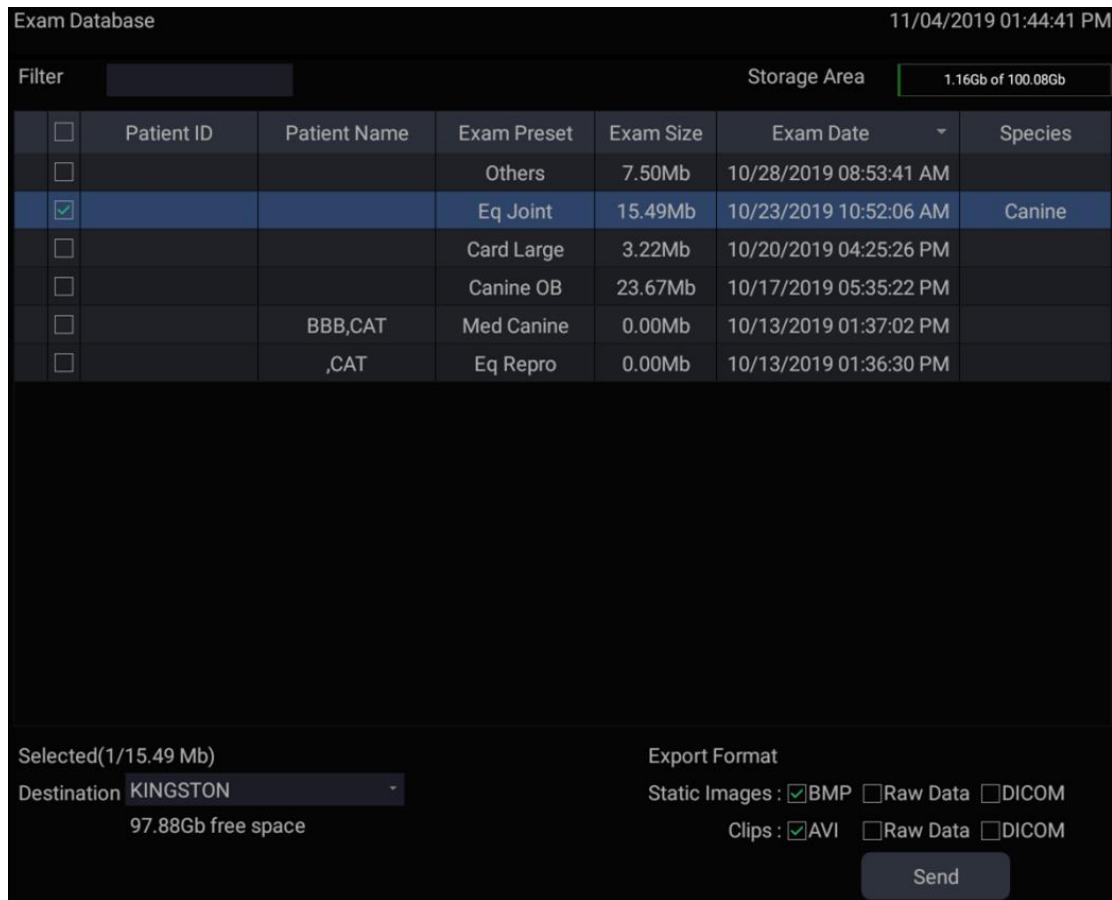 Exam Database 11/04/2019 01:44:41 PM
Filter Storage Area 1.16Gb of 100.08Gb
Patient ID Patient Name Exam Preset Exam Size Exam Date Species
Others 7.50Mb 10/28/2019 08:53:41 AM
Eq Joint 15.49Mb 10/23/2019 10:52:06 AM Canine
Card Large 3.22Mb 10/20/2019 04:25:26 PM
Canine OB 23.67Mb 10/17/2019 05:35:22 PM
BBB,CAT Med Canine 0.00Mb 10/13/2019 01:37:02 PM
,CAT Eq Repro 0.00Mb 10/13/2019 01:36:30 PM
Selected(1/15.49 Mb) Export Format
Destination KINGSTON Static Images : BMP Raw Data DICOM
97.88Gb free space Clips : AVI Raw Data DICOM
Send